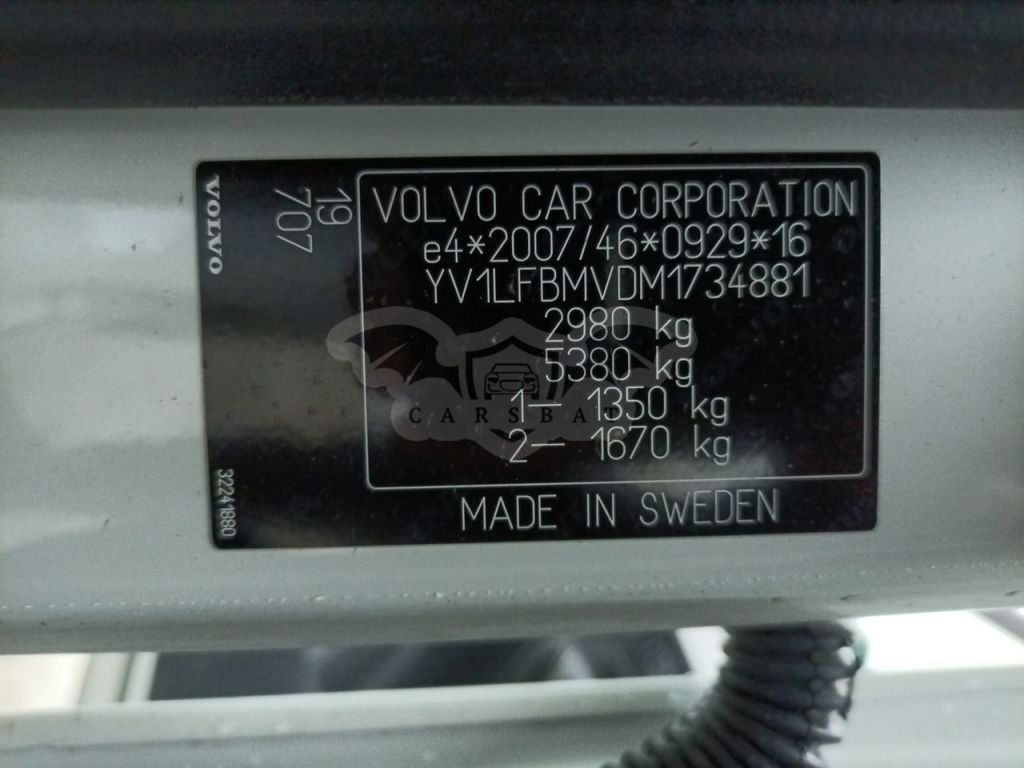 VOLVO
19
707
VOLVO CAR CORPORATION
e4*2007/46*0929*16
YV1LFBMVDM1734881
2980 kg
5380 kg
1— 1350 kg
2— 1670 kg
CARSBAT
MADE IN SWEDEN
32241880